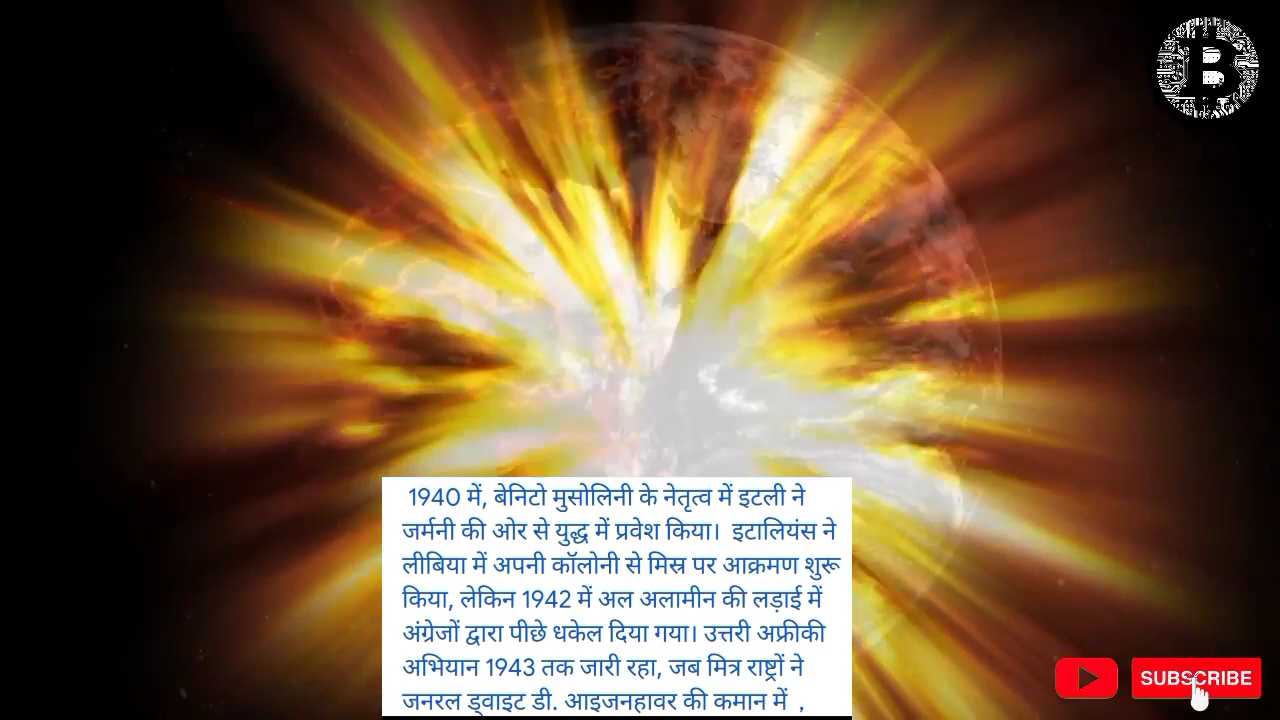 1940 में, बेनिटो मुसोलिनी के नेतृत्व में इटली ने
जर्मनी की ओर से युद्ध में प्रवेश किया। इटालियंस ने
लीबिया में अपनी कॉलोनी से मिस्र पर आक्रमण शुरू
किया, लेकिन 1942 में अल अलामीन की लड़ाई में
अंग्रेजों द्वारा पीछे धकेल दिया गया। उत्तरी अफ्रीकी
अभियान 1943 तक जारी रहा, जब मित्र राष्ट्रों ने
जनरल ड्वाइट डी. आइजनहावर की कमान में ,
SUBSCRIBE